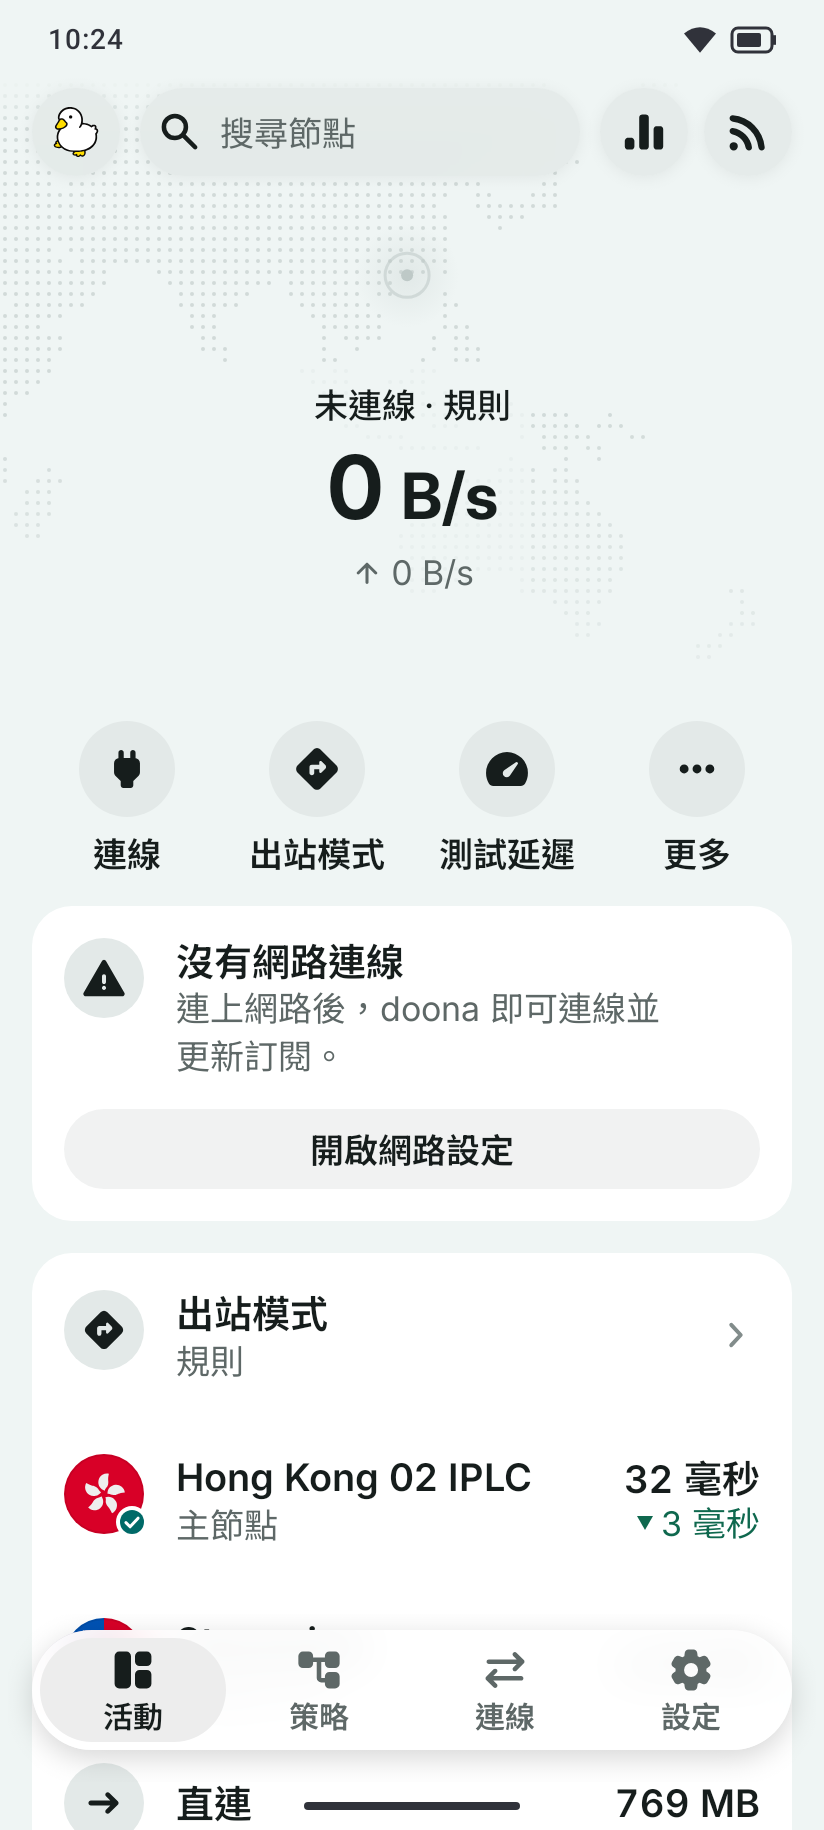 10:24
搜尋節點
未連線 · 規則
0 B/s
↑ 0 B/s
連線
出站模式
測試延遲
更多
沒有網路連線
連上網路後，doona 即可連線並
更新訂閱。
開啟網路設定
出站模式
規則
Hong Kong 02 IPLC
32 毫秒
主節點
▼ 3 毫秒
活動
策略
連線
設定
直連
769 MB